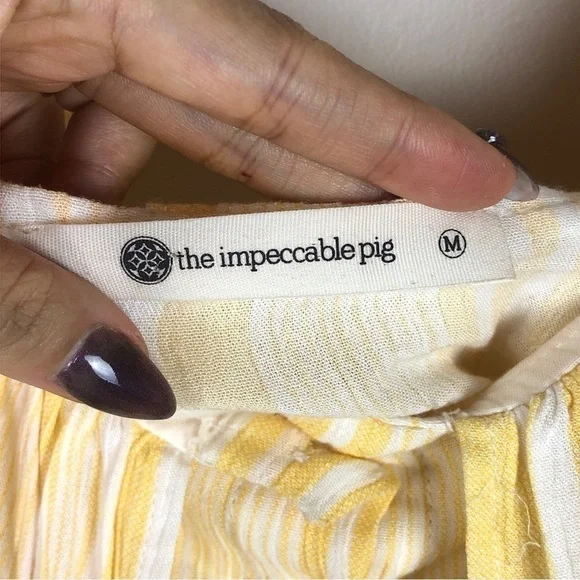 the impeccable pig M